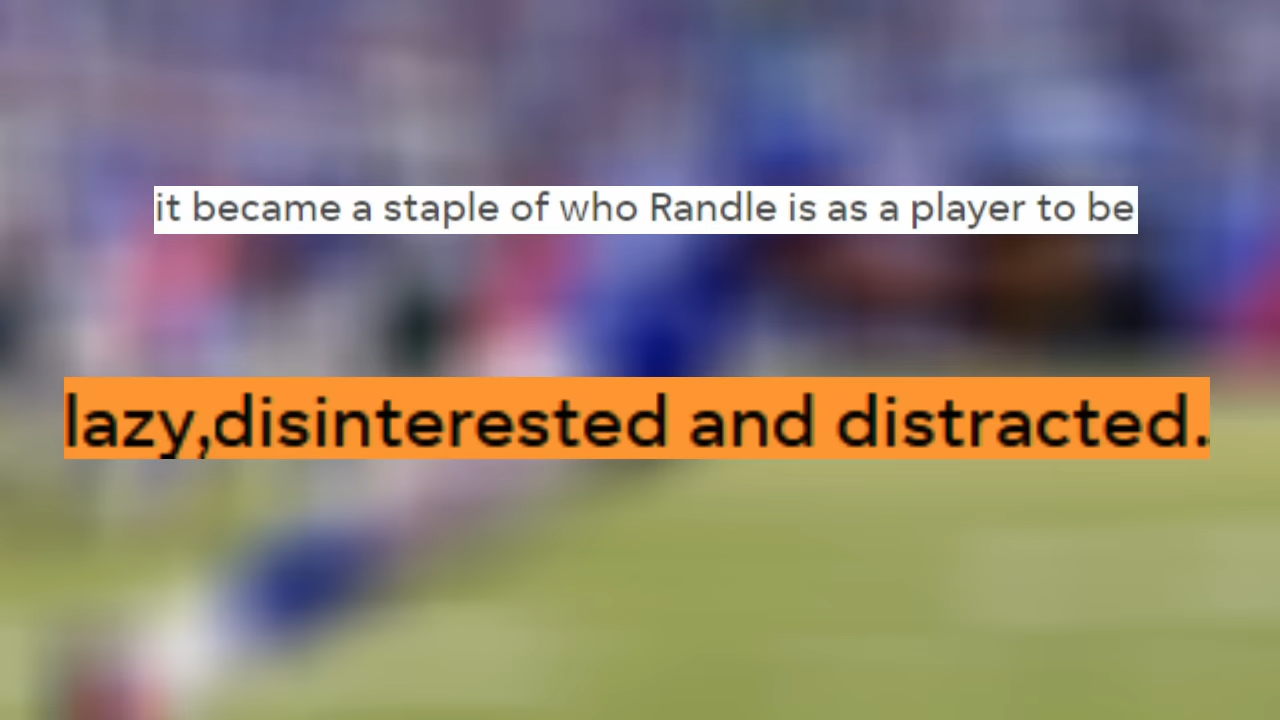 it became a staple of who Randle is as a player to be
lazy,disinterested and distracted.